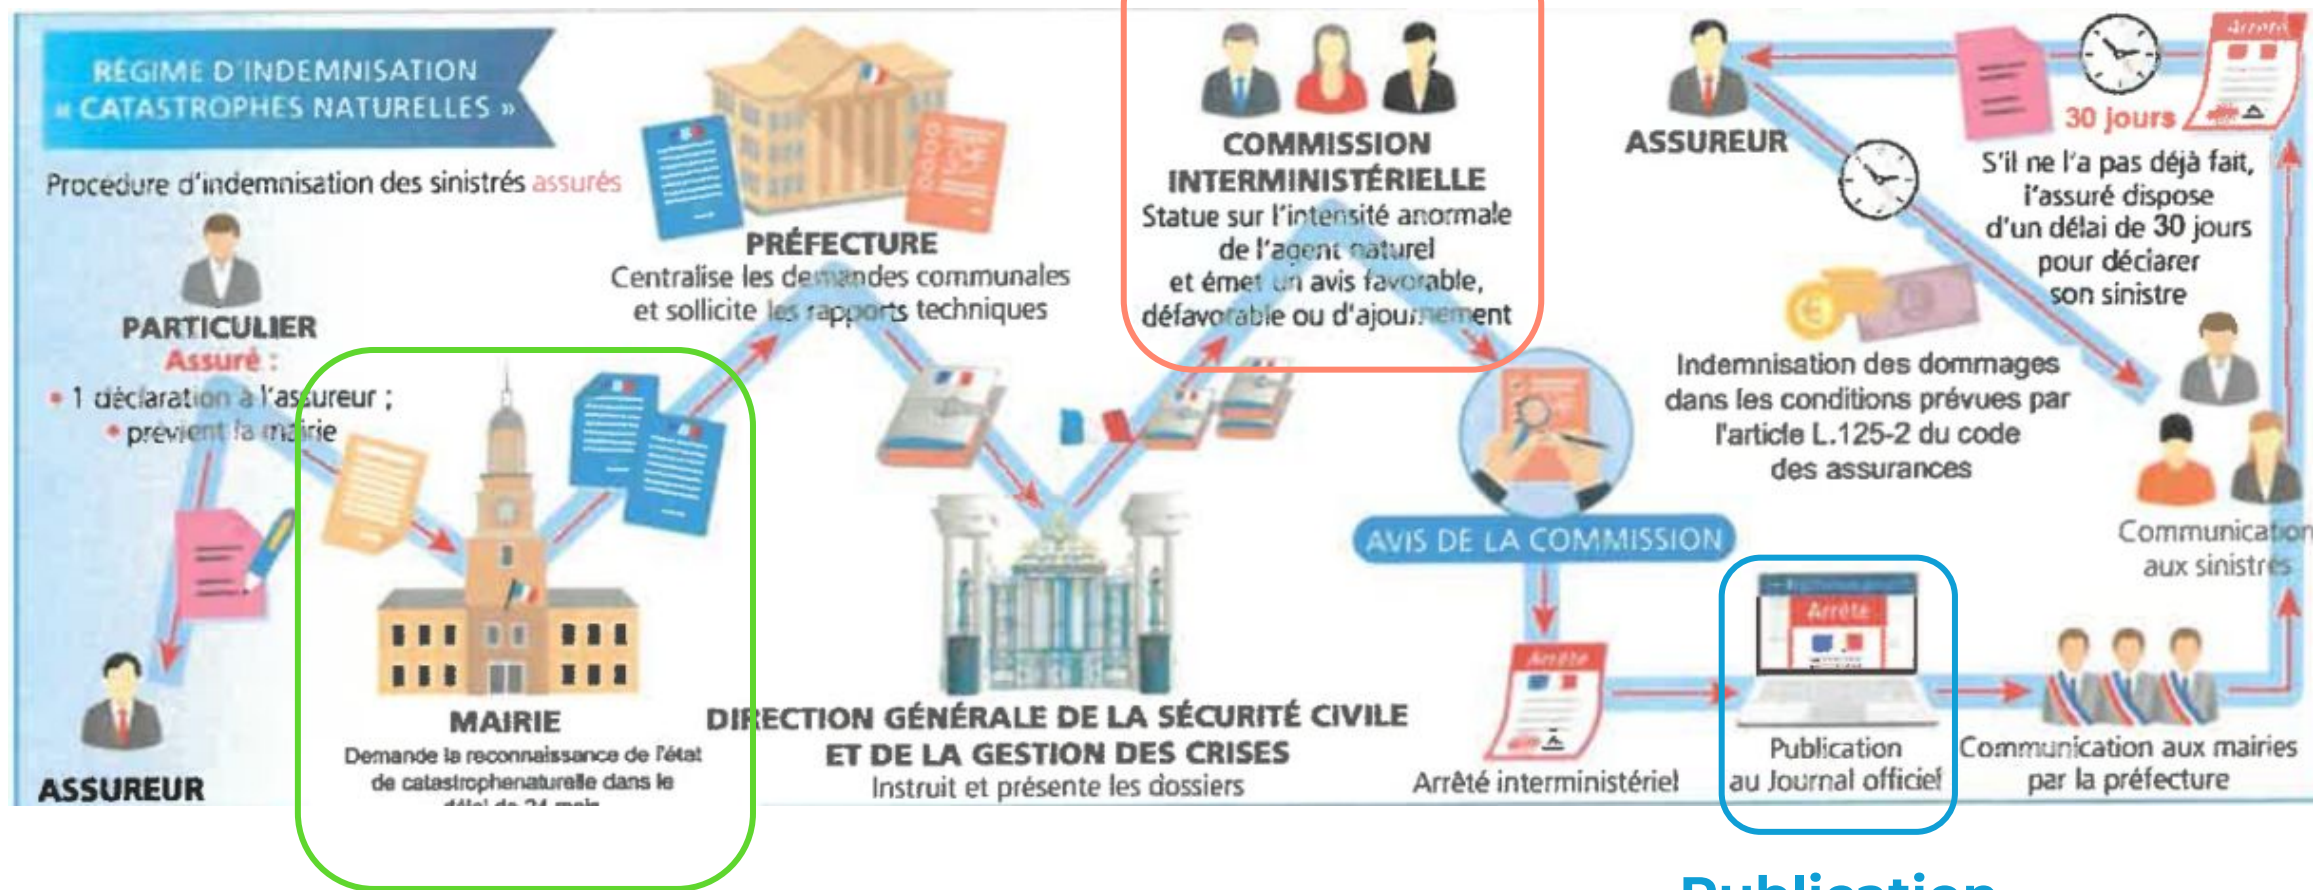 RÉGIME D'INDEMNISATION
« CATASTROPHES NATURELLES »
Procédure d'indemnisation des sinistrés assurés
PARTICULIER
Assuré :
• 1 déclaration à l'assureur ;
• prévient la mairie
ASSUREUR
MAIRIE
Demande la reconnaissance de l'état
de catastrophenaturelle dans le
délai de 24 mois
PRÉFECTURE
Centralise les demandes communales
et sollicite les rapports techniques
DIRECTION GÉNÉRALE DE LA SÉCURITÉ CIVILE
ET DE LA GESTION DES CRISES
Instruit et présente les dossiers
COMMISSION
INTERMINISTÉRIELLE
Statue sur l'intensité anormale
de l'agent naturel
et émet un avis favorable,
défavorable ou d'ajournement
AVIS DE LA COMMISSION
Arrêté
Arrêté interministériel
Arrêté
Publication
au Journal officiel
Communication aux mairies
par la préfecture
Communication
aux sinistrés
Arrêté
30 jours
S'il ne l'a pas déjà fait,
l'assuré dispose
d'un délai de 30 jours
pour déclarer
son sinistre
ASSUREUR
Indemnisation des dommages
dans les conditions prévues par
l'article L.125-2 du code
des assurances
Publication